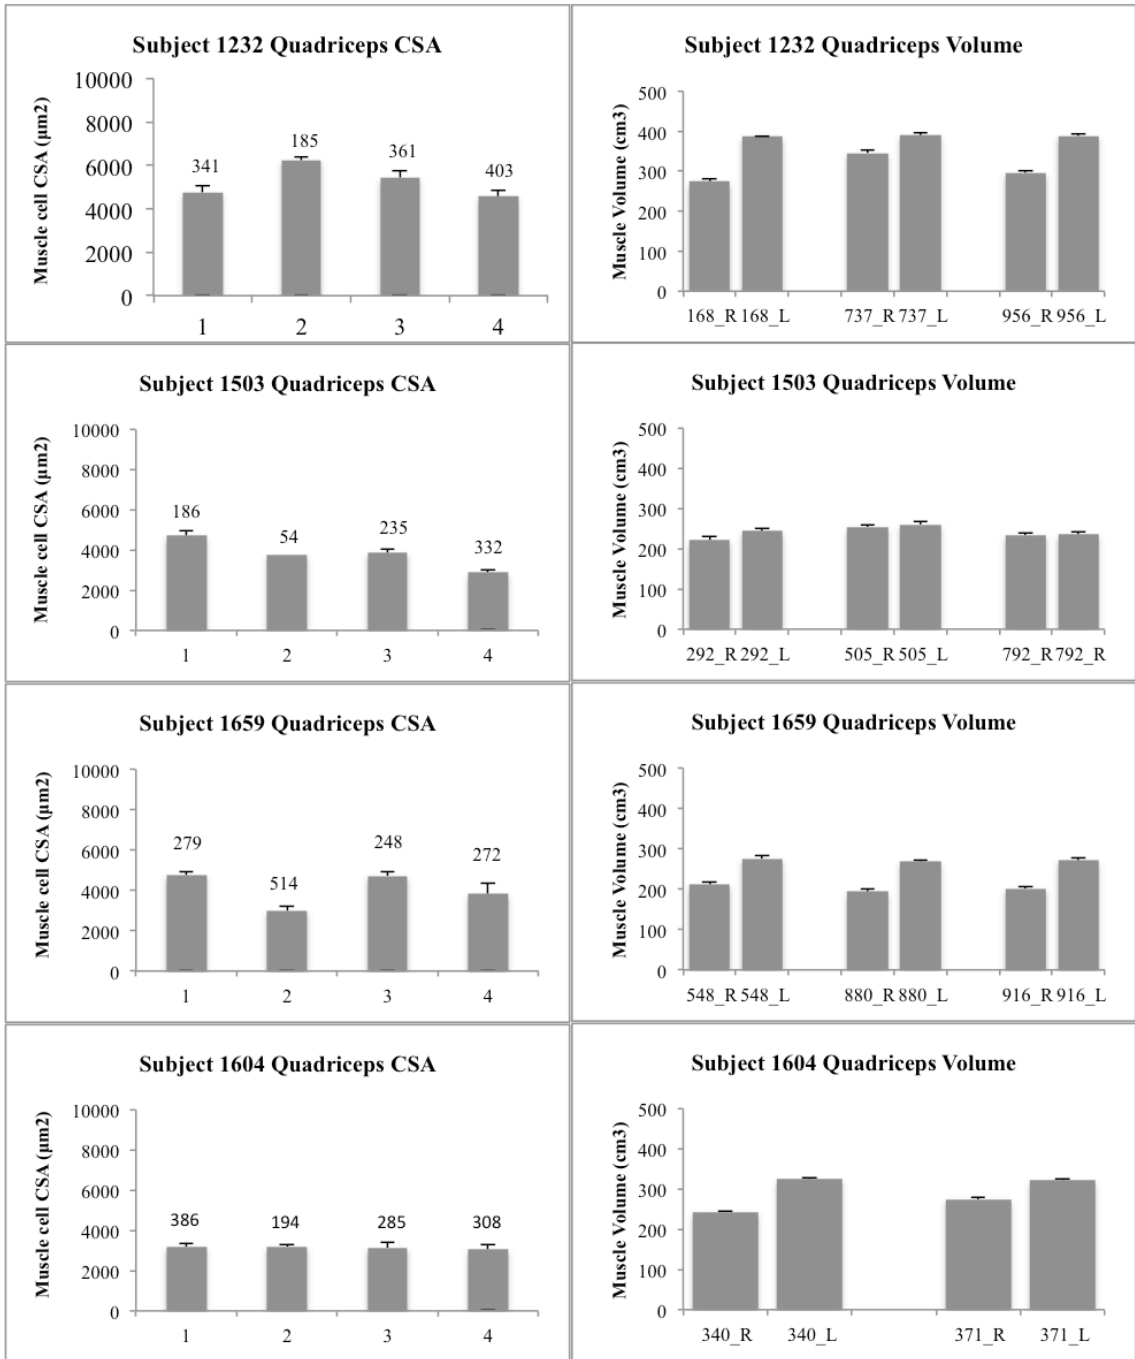 Subject 1232 Quadriceps CSA
Muscle cell CSA (µm2)
10000
8000
6000
4000
2000
0
341
185
361
403
1 2 3 4
Subject 1232 Quadriceps Volume
Muscle Volume (cm3)
500
400
300
200
100
0
168_R 168_L 737_R 737_L 956_R 956_L
Subject 1503 Quadriceps CSA
Muscle cell CSA (µm2)
10000
8000
6000
4000
2000
0
186
54
235
332
1 2 3 4
Subject 1503 Quadriceps Volume
Muscle Volume (cm3)
500
400
300
200
100
0
292_R 292_L 505_R 505_L 792_R 792_R
Subject 1659 Quadriceps CSA
Muscle cell CSA (µm2)
10000
8000
6000
4000
2000
0
279
514
248
272
1 2 3 4
Subject 1659 Quadriceps Volume
Muscle Volume (cm3)
500
400
300
200
100
0
548_R 548_L 880_R 880_L 916_R 916_L
Subject 1604 Quadriceps CSA
Muscle cell CSA (µm2)
10000
8000
6000
4000
2000
0
386 194 285 308
1 2 3 4
Subject 1604 Quadriceps Volume
Muscle Volume (cm3)
500
400
300
200
100
0
340_R 340_L 371_R 371_L